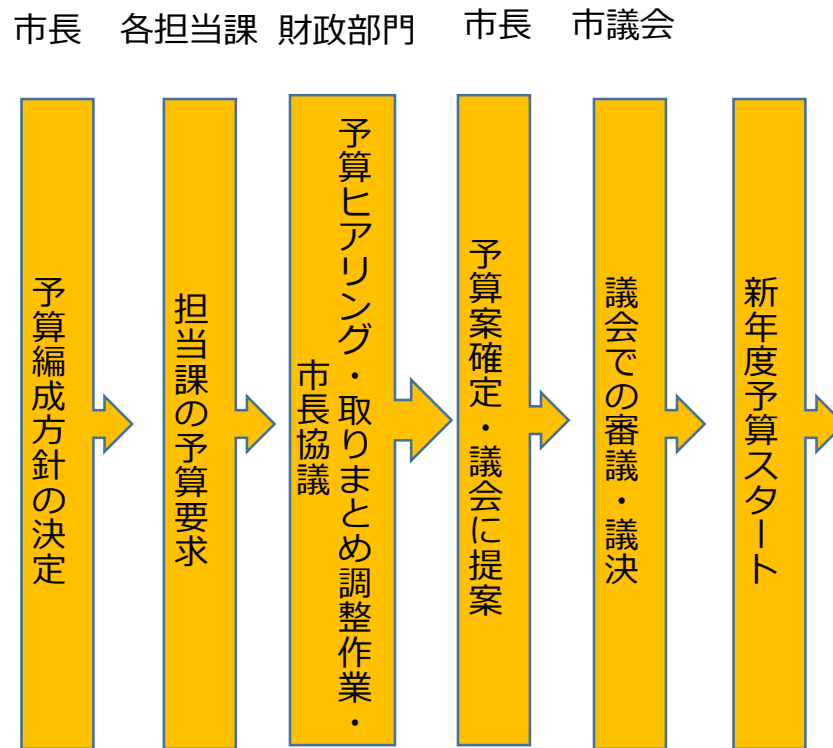 市長
各担当課
財政部門
市長
市議会
予算編成方針の決定
担当課の予算要求
予算ヒアリング・取りまとめ調整作業・
市長協議
予算案確定・議会に提案
議会での審議・議決
新年度予算スタート